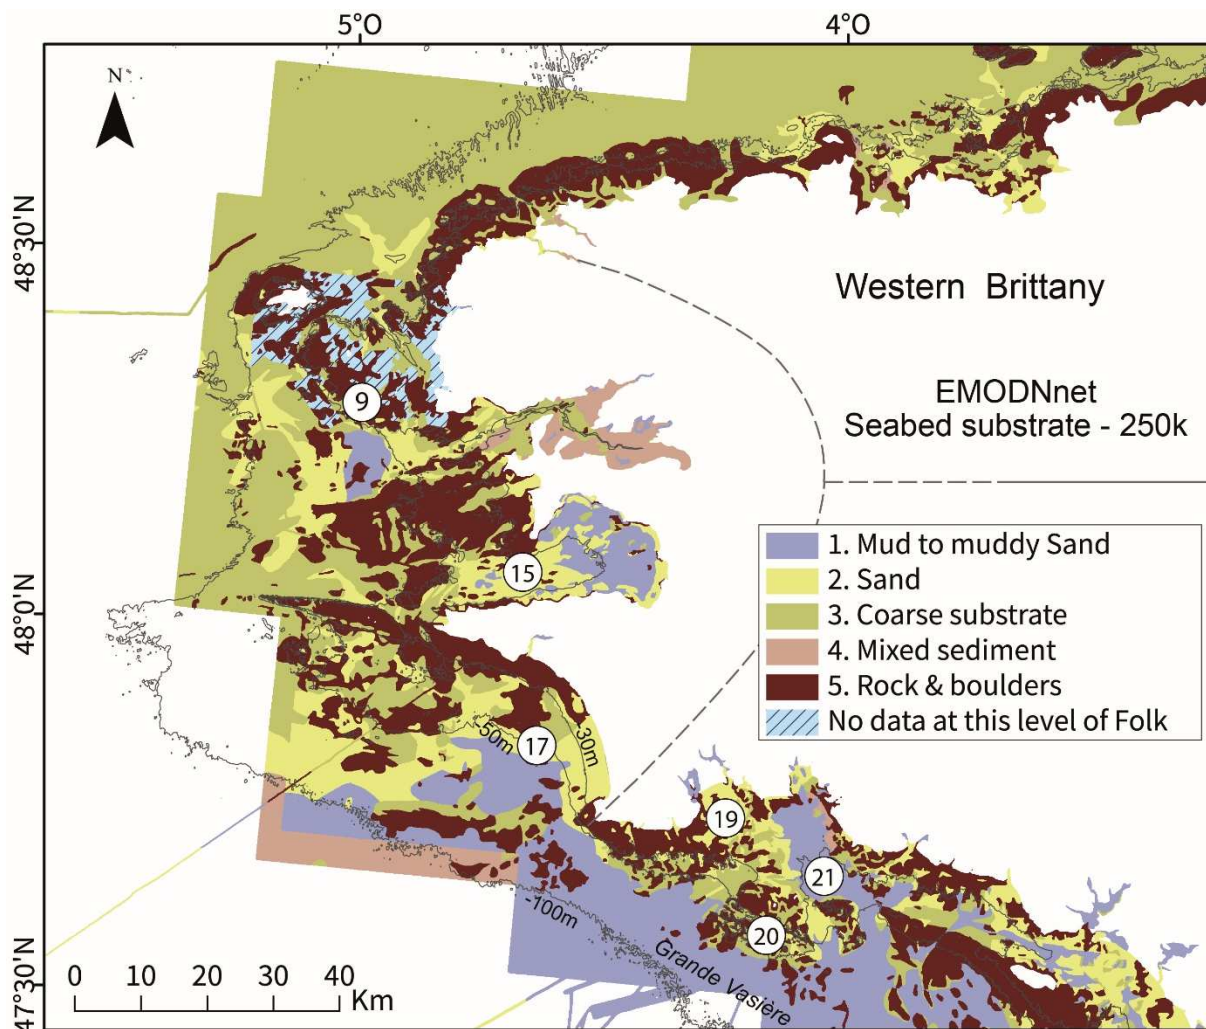 5°O
4°O
N
48°30'N
Western Brittany
EMODNnet
Seabed substrate - 250k
9
1. Mud to muddy Sand
2. Sand
3. Coarse substrate
4. Mixed sediment
5. Rock & boulders
No data at this level of Folk
15
48°0'N
-50m
17
-30m
19
21
20
-100m
Grande Vasière
47°30'N
0 10 20 30 40
Km